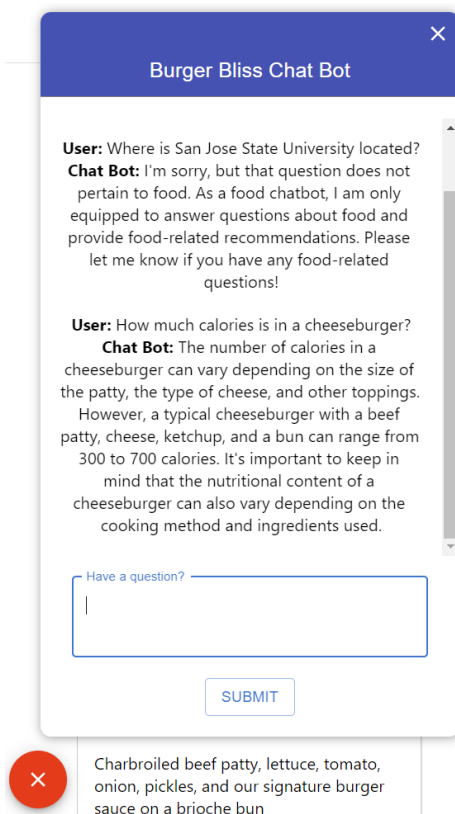 Burger Bliss Chat Bot
User: Where is San Jose State University located?
Chat Bot: I'm sorry, but that question does not
pertain to food. As a food chatbot, I am only
equipped to answer questions about food and
provide food-related recommendations. Please
let me know if you have any food-related
questions!
User: How much calories is in a cheeseburger?
Chat Bot: The number of calories in a
cheeseburger can vary depending on the size of
the patty, the type of cheese, and other toppings.
However, a typical cheeseburger with a beef
patty, cheese, ketchup, and a bun can range from
300 to 700 calories. It's important to keep in
mind that the nutritional content of a
cheeseburger can also vary depending on the
cooking method and ingredients used.
Have a question?
SUBMIT
Charbroiled beef patty, lettuce, tomato,
onion, pickles, and our signature burger
sauce on a brioche bun